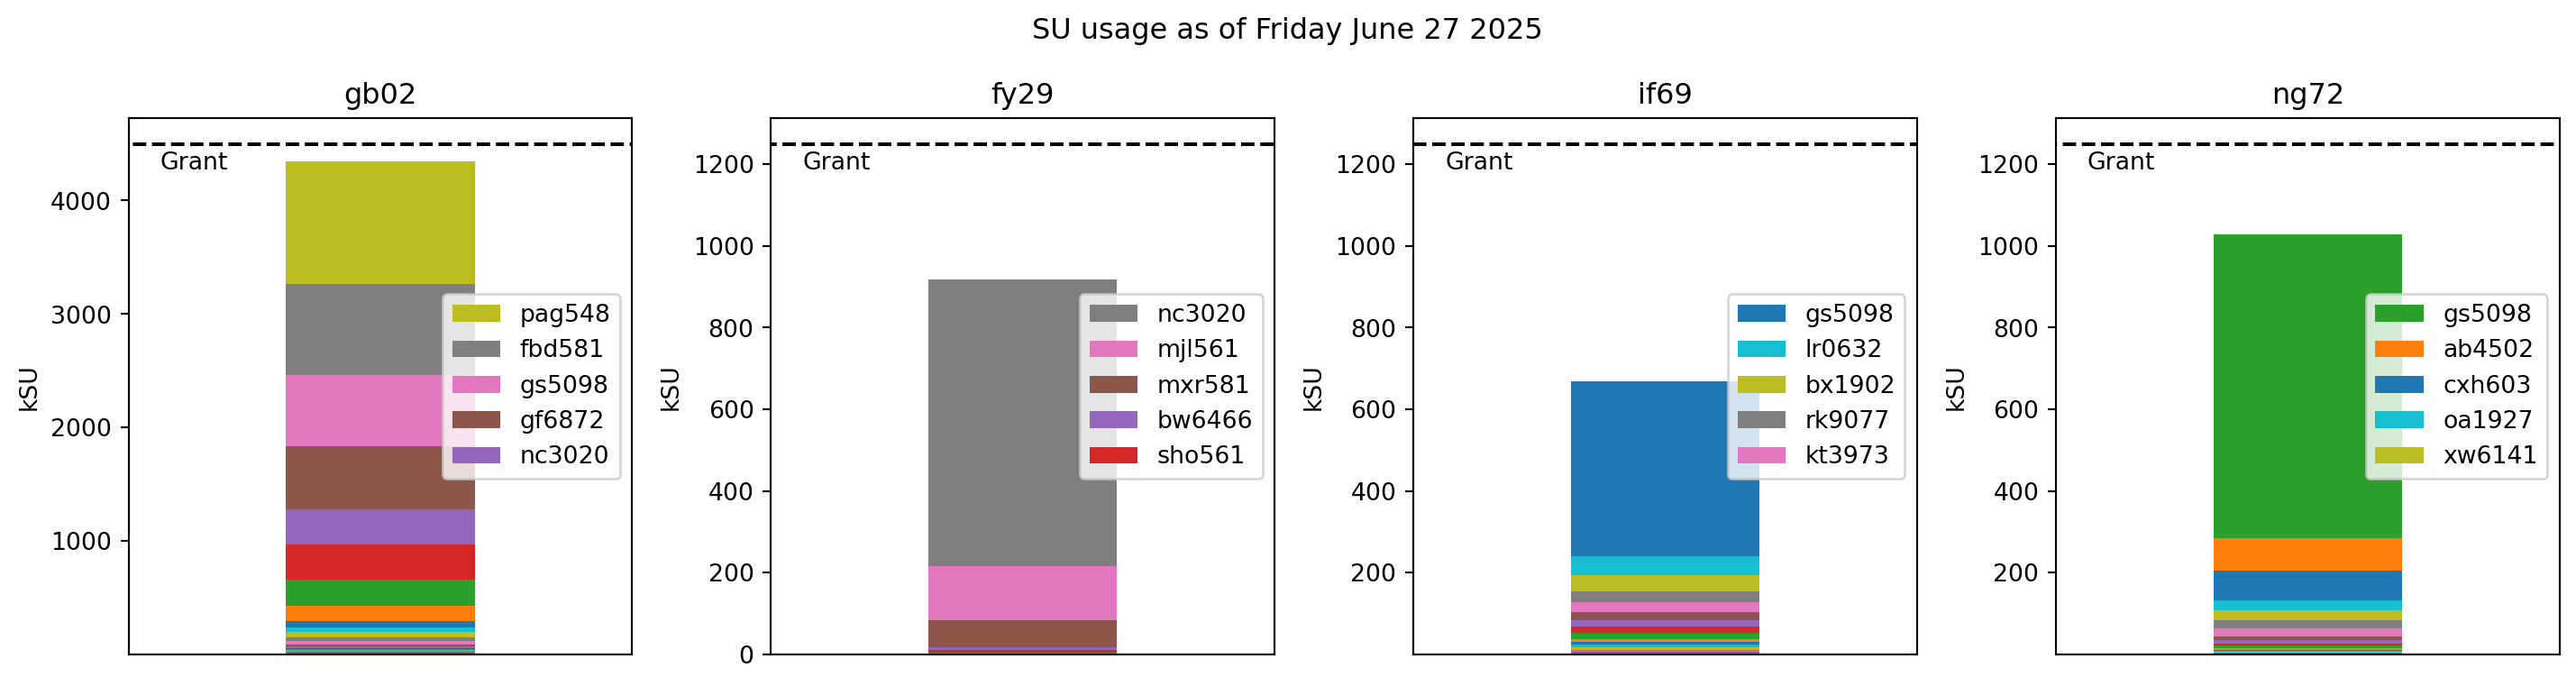 SU usage as of Friday June 27 2025
gb02
kSU
4000
3000
2000
1000
Grant
pag548
fbd581
gs5098
gf6872
nc3020
fy29
kSU
1200
1000
800
600
400
200
0
Grant
nc3020
mjl561
mxr581
bw6466
sho561
if69
kSU
1200
1000
800
600
400
200
Grant
gs5098
lr0632
bx1902
rk9077
kt3973
ng72
kSU
1200
1000
800
600
400
200
Grant
gs5098
ab4502
cxh603
oa1927
xw6141